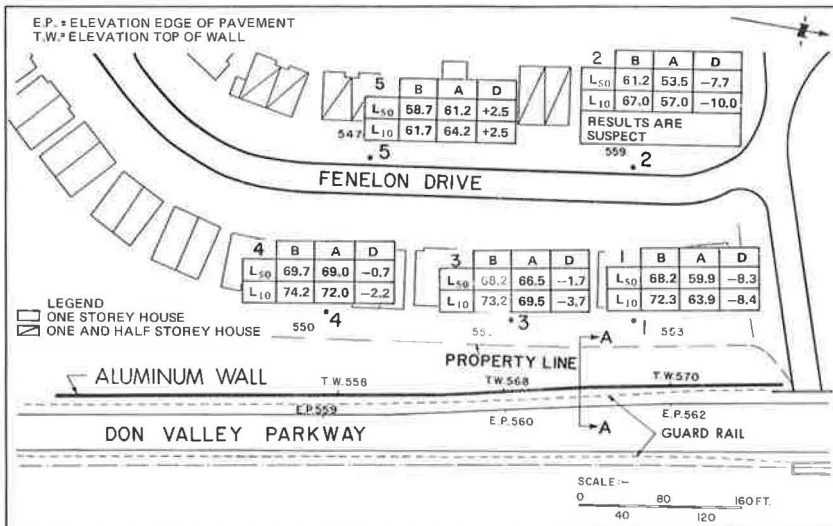 E.P. = ELEVATION EDGE OF PAVEMENT
T.W.= ELEVATION TOP OF WALL
2
B A D
L50 61.2 53.5 –7.7
L10 67.0 57.0 –10.0
RESULTS ARE
SUSPECT
5
B A D
L50 58.7 61.2 +2.5
L10 61.7 64.2 +2.5
547
5
559
2
FENELON DRIVE
4
B A D
L50 69.7 69.0 –0.7
L10 74.2 72.0 –2.2
3
B A D
L50 68.2 66.5 –1.7
L10 73.2 69.5 –3.7
1
B A D
L50 68.2 59.9 –8.3
L10 72.3 63.9 –8.4
LEGEND
ONE STOREY HOUSE
ONE AND HALF STOREY HOUSE
550
4
3
1
553
A
PROPERTY LINE
ALUMINUM WALL
T.W.558
T.W.568
T.W.570
E.P.559
E.P.560
E.P.562
A
GUARD RAIL
DON VALLEY PARKWAY
SCALE:–
0 80 160 FT.
40 120